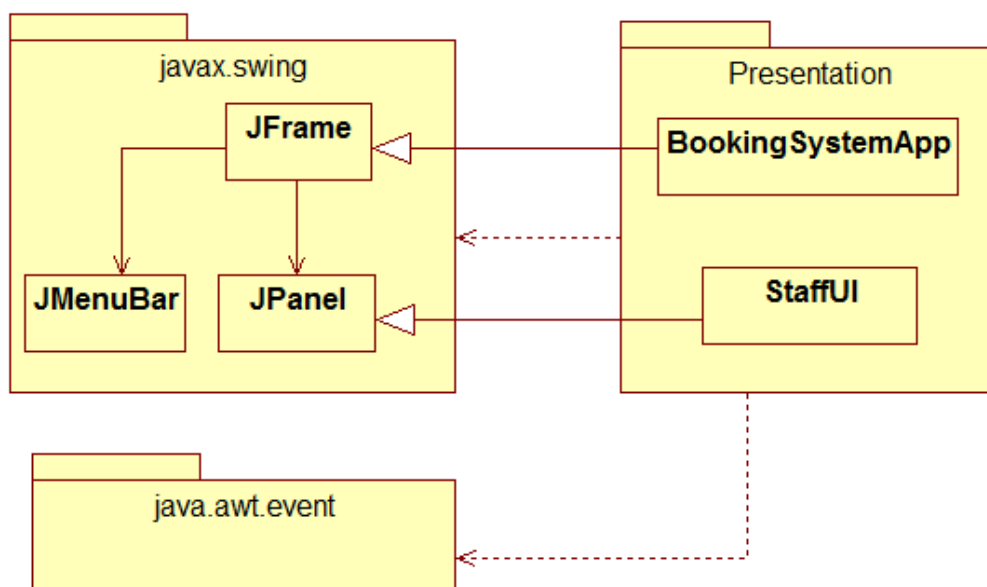 javax.swing
Presentation
JFrame
BookingSystemApp
JMenuBar
JPanel
StaffUI
java.awt.event